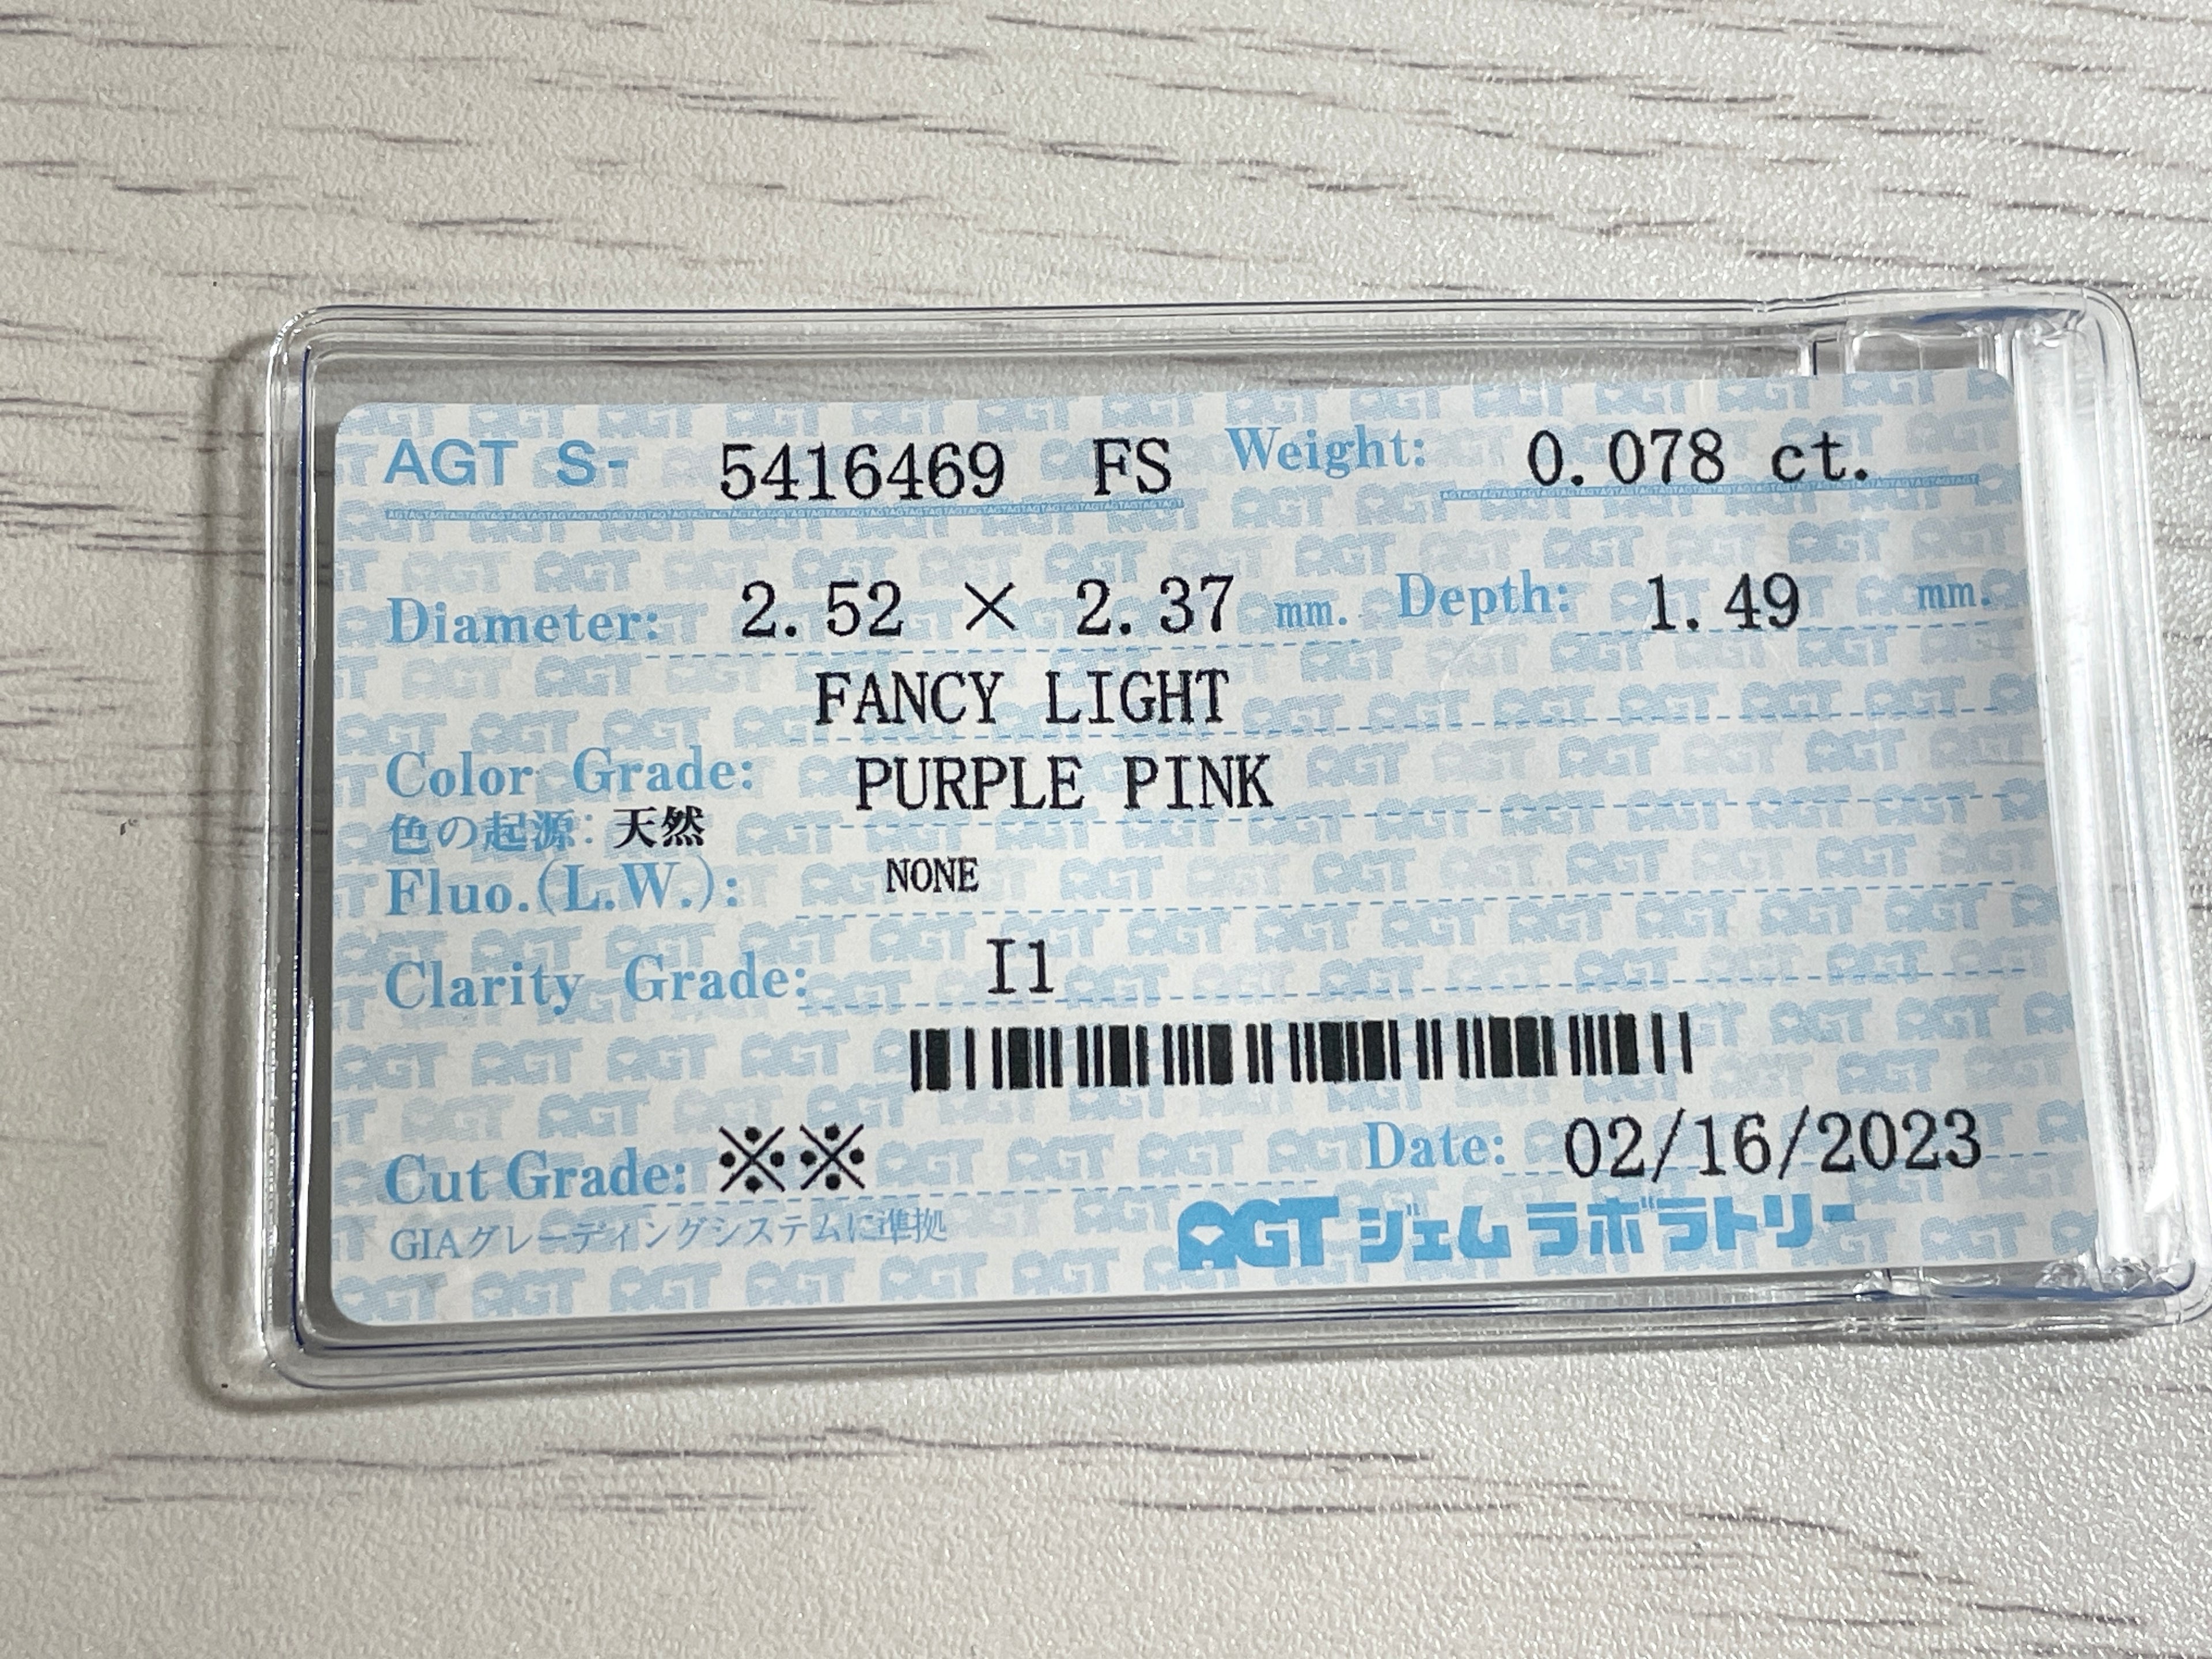 AGT S- 5416469 FS Weight: 0.078 ct.
Diameter: 2.52 × 2.37 mm. Depth: 1.49 mm.
FANCY LIGHT
Color Grade: PURPLE PINK
色の起源: 天然
Fluo.(L.W.): NONE
Clarity Grade: I1
Cut Grade: ※※ Date: 02/16/2023
GIAグレーディングシステムに準拠 AGT ジェムラボラトリー